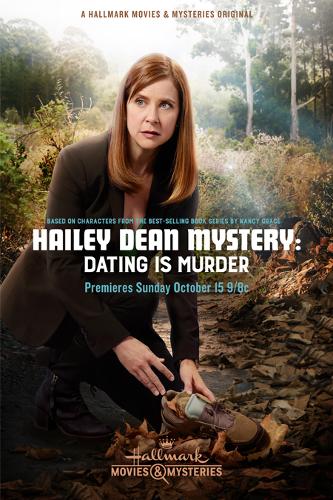 A HALLMARK MOVIES & MYSTERIES ORIGINAL
BASED ON CHARACTERS FROM THE BEST-SELLING BOOK SERIES BY NANCY GRACE
HAILEY DEAN MYSTERY:
DATING IS MURDER
Premieres Sunday October 15 9/8c
Hallmark
MOVIES & MYSTERIES